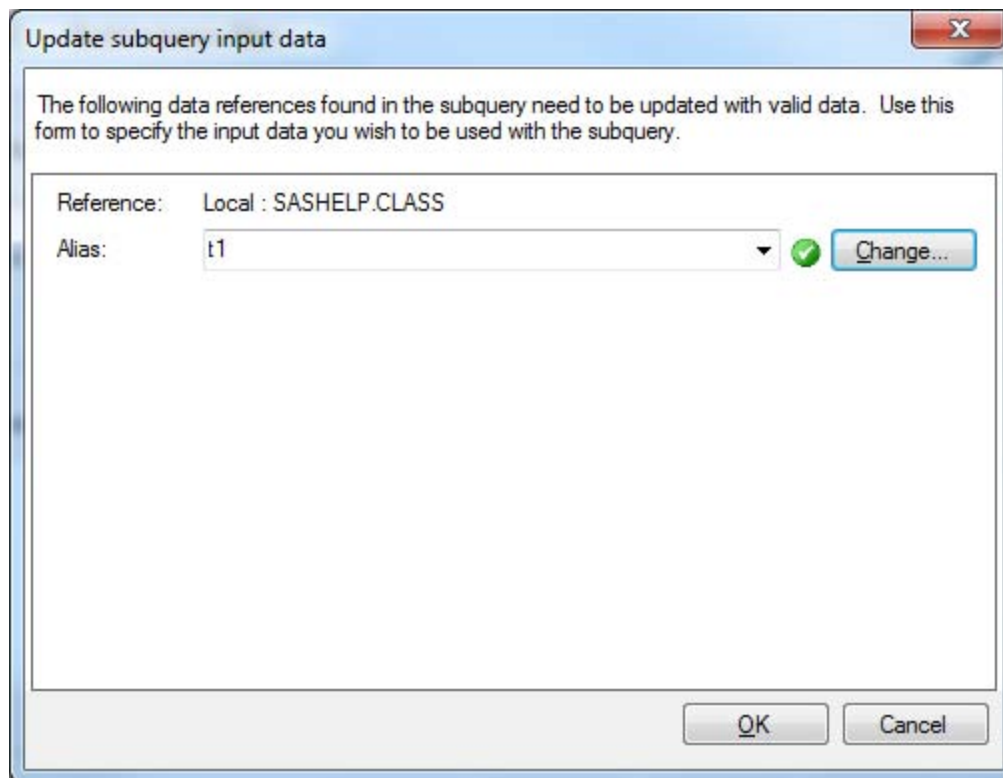 Update subquery input data
The following data references found in the subquery need to be updated with valid data.  Use this
form to specify the input data you wish to be used with the subquery.
Reference: Local : SASHELP.CLASS
Alias: t1 Change...
OK Cancel